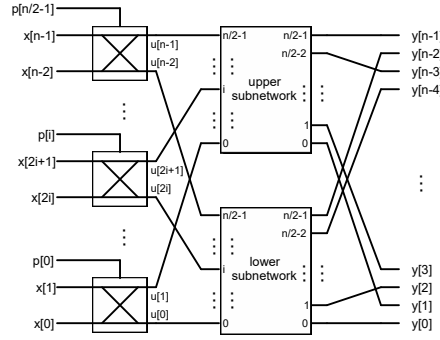 p[n/2-1]
x[n-1]
u[n-1]
n/2-1
n/2-1
y[n-1]
x[n-2]
u[n-2]
n/2-2
y[n-2]
y[n-3]
upper
subnetwork
i
y[n-4]
p[i]
x[2i+1]
u[2i+1]
1
0
0
x[2i]
u[2i]
n/2-1
n/2-1
n/2-2
p[0]
lower
subnetwork
i
y[3]
x[1]
u[1]
y[2]
1
y[1]
x[0]
u[0]
0
0
y[0]